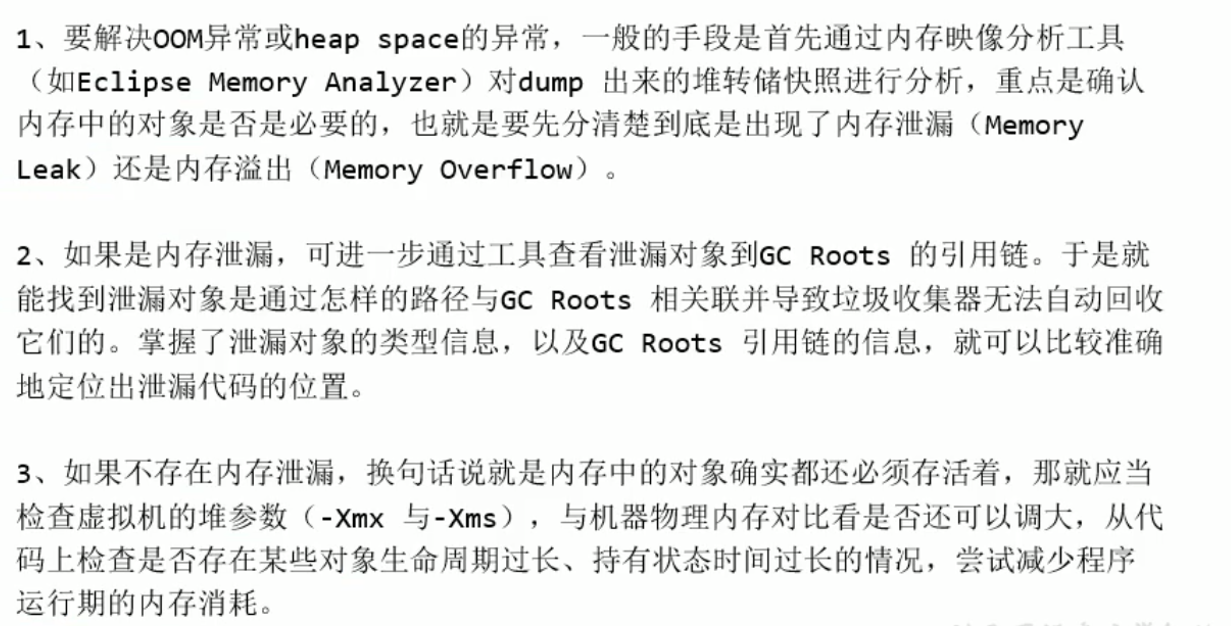 1、要解决OOM异常或heap space的异常，一般的手段是首先通过内存映像分析工具
（如Eclipse Memory Analyzer）对dump 出来的堆转储快照进行分析，重点是确认
内存中的对象是否是必要的，也就是要先分清楚到底是出现了内存泄漏（Memory
Leak）还是内存溢出（Memory Overflow）。
2、如果是内存泄漏，可进一步通过工具查看泄漏对象到GC Roots 的引用链。于是就
能找到泄漏对象是通过怎样的路径与GC Roots 相关联并导致垃圾收集器无法自动回收
它们的。掌握了泄漏对象的类型信息，以及GC Roots 引用链的信息，就可以比较准确
地定位出泄漏代码的位置。
3、如果不存在内存泄漏，换句话说就是内存中的对象确实都还必须存活着，那就应当
检查虚拟机的堆参数（-Xmx 与-Xms），与机器物理内存对比看是否还可以调大，从代
码上检查是否存在某些对象生命周期过长、持有状态时间过长的情况，尝试减少程序
运行期的内存消耗。